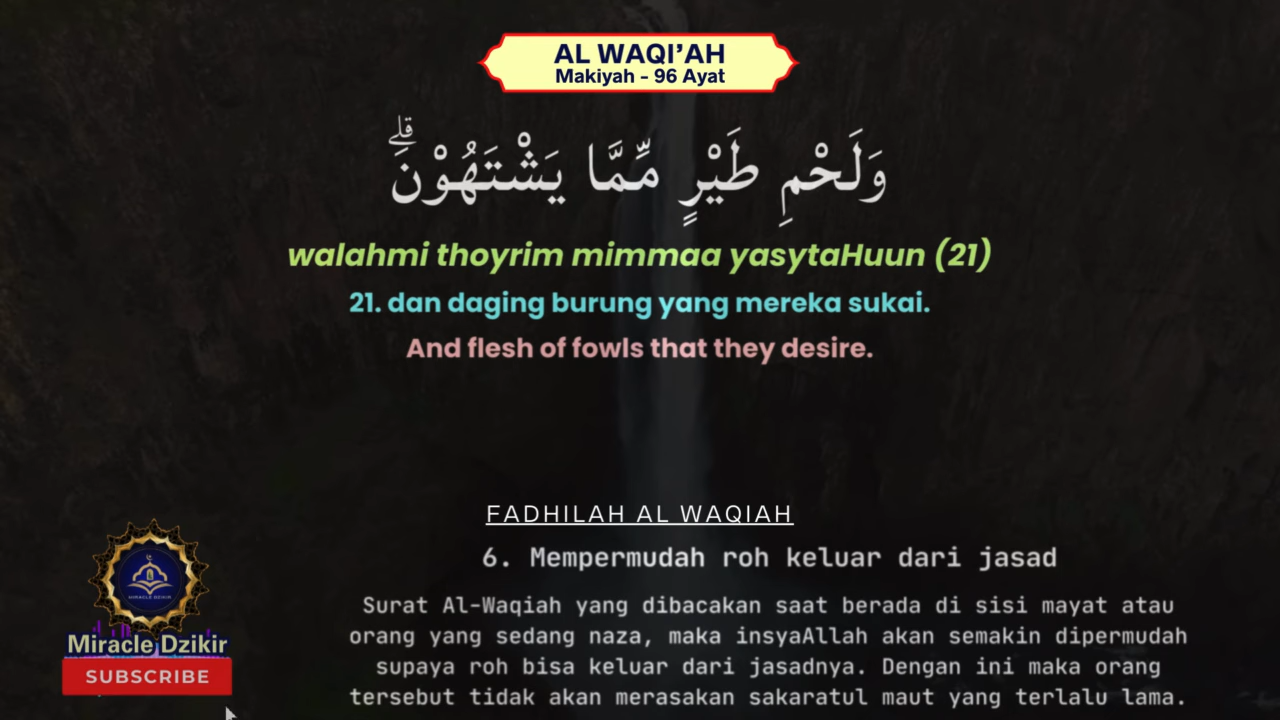 AL WAQI’AH
Makiyah - 96 Ayat
وَلَحْمِ طَيْرٍ مِّمَّا يَشْتَهُوْنَۗ
walahmi thoyrim mimmaa yasytaHuun (21)
21. dan daging burung yang mereka sukai.
And flesh of fowls that they desire.
FADHILAH AL WAQIAH
6. Mempermudah roh keluar dari jasad
Surat Al-Waqiah yang dibacakan saat berada di sisi mayat atau
orang yang sedang naza, maka insyaAllah akan semakin dipermudah
supaya roh bisa keluar dari jasadnya. Dengan ini maka orang
tersebut tidak akan merasakan sakaratul maut yang terlalu lama.
MIRACLE DZIKIR
Miracle Dzikir
SUBSCRIBE